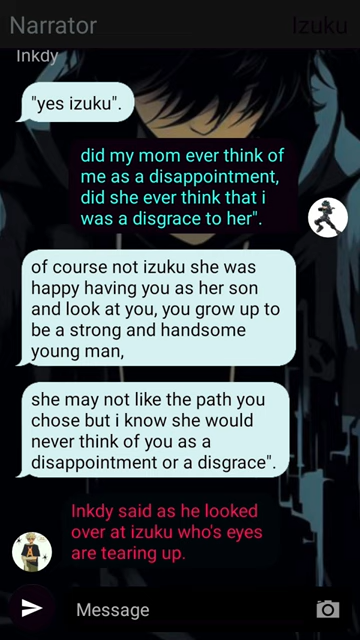 Narrator
Izuku
Inkdy
"yes izuku".
did my mom ever think of
me as a disappointment,
did she ever think that i
was a disgrace to her".
of course not izuku she was
happy having you as her son
and look at you, you grow up to
be a strong and handsome
young man,
she may not like the path you
chose but i know she would
never think of you as a
disappointment or a disgrace".
Inkdy said as he looked
over at izuku who's eyes
are tearing up.
Message